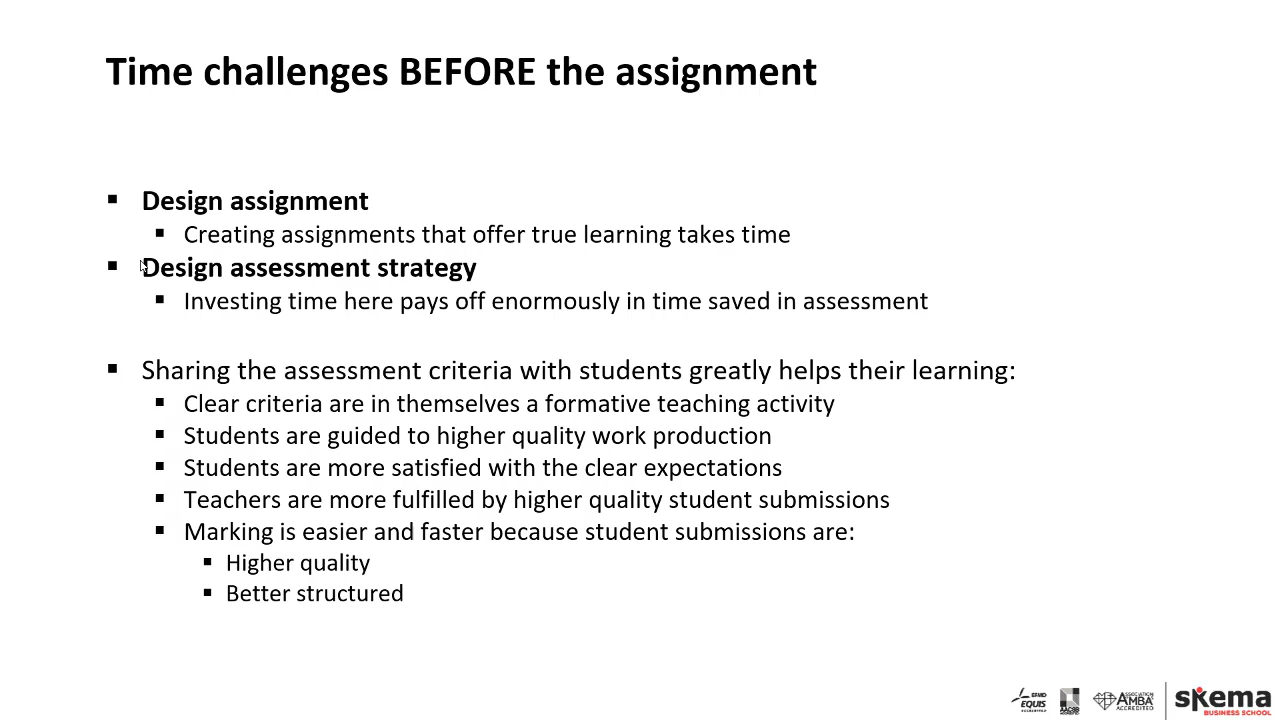 Time challenges BEFORE the assignment
▪ Design assignment
▪ Creating assignments that offer true learning takes time
▪ Design assessment strategy
▪ Investing time here pays off enormously in time saved in assessment
▪ Sharing the assessment criteria with students greatly helps their learning:
▪ Clear criteria are in themselves a formative teaching activity
▪ Students are guided to higher quality work production
▪ Students are more satisfied with the clear expectations
▪ Teachers are more fulfilled by higher quality student submissions
▪ Marking is easier and faster because student submissions are:
▪ Higher quality
▪ Better structured
EFMD
EQUIS
AACSB
ASSOCIATION
AMBA
ACCREDITED
skema
BUSINESS SCHOOL